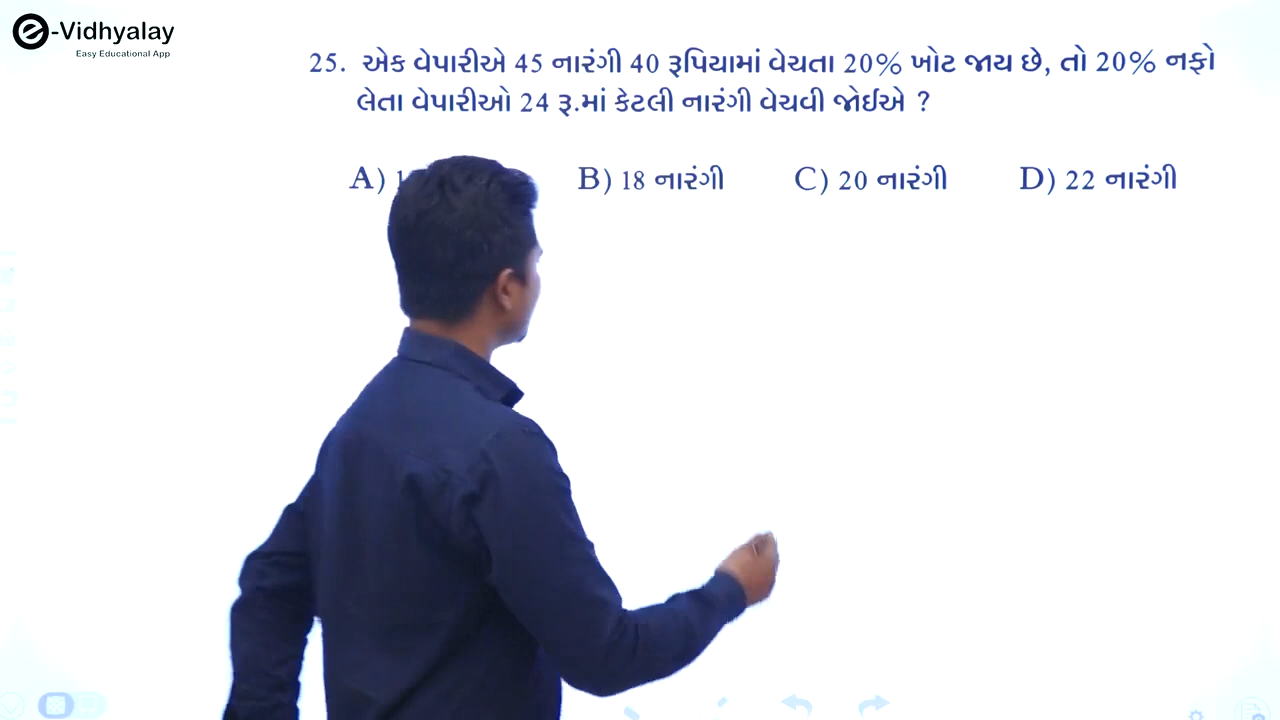 e-Vidhyalay
Easy Educational App
25. એક વેપારીએ 45 નારંગી 40 રૂપિયામાં વેચતા 20% ખોટ જાય છે, તો 20% નફો
લેતા વેપારીઓ 24 રૂ.માં કેટલી નારંગી વેચવી જોઈએ ?
A) B) 18 નારંગી C) 20 નારંગી D) 22 નારંગી